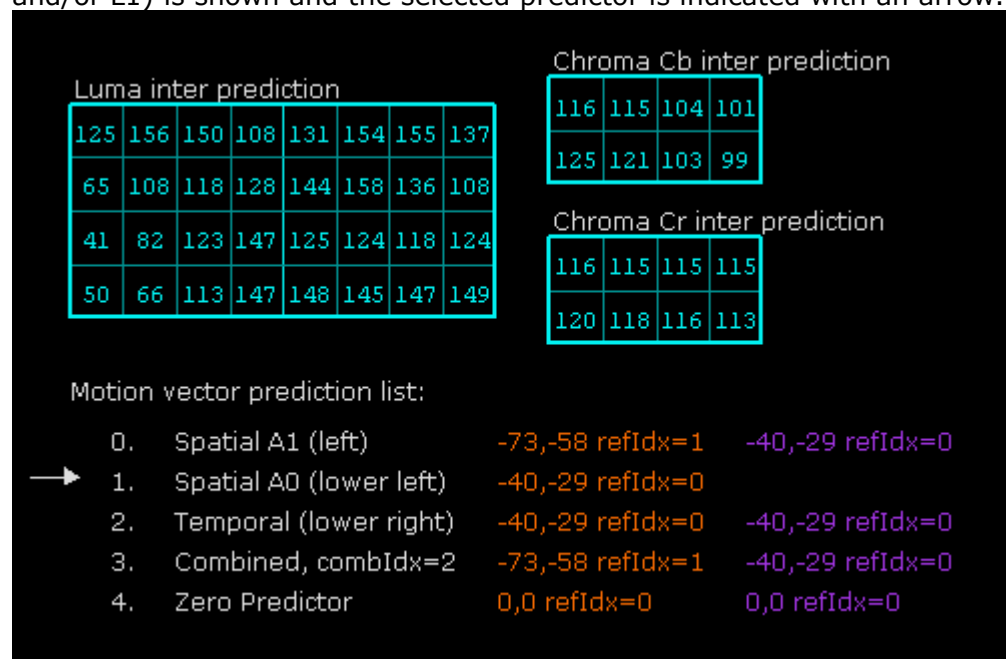 and/or L1) is shown and the selected predictor is indicated with an arrow.
Luma inter prediction
125 156 150 108 131 154 155 137
65 108 118 128 144 158 136 108
41 82 123 147 125 124 118 124
50 66 113 147 148 145 147 149
Chroma Cb inter prediction
116 115 104 101
125 121 103 99
Chroma Cr inter prediction
116 115 115 115
120 118 116 113
Motion vector prediction list:
0. Spatial A1 (left) -73,-58 refIdx=1 -40,-29 refIdx=0
1. Spatial A0 (lower left) -40,-29 refIdx=0
2. Temporal (lower right) -40,-29 refIdx=0 -40,-29 refIdx=0
3. Combined, combIdx=2 -73,-58 refIdx=1 -40,-29 refIdx=0
4. Zero Predictor 0,0 refIdx=0 0,0 refIdx=0